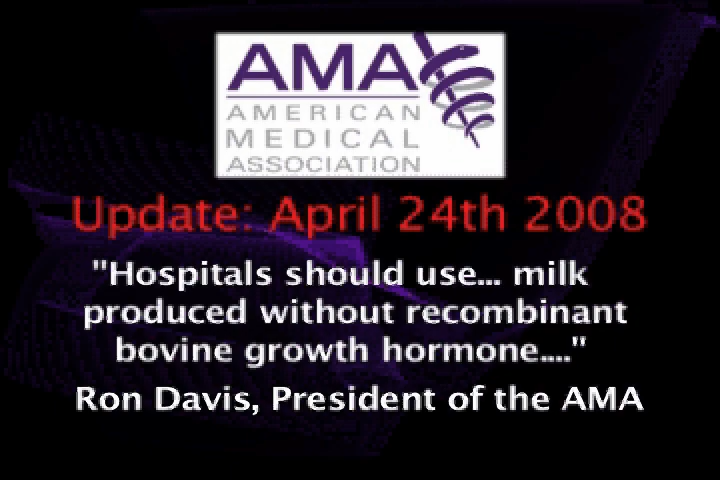 AMA
AMERICAN
MEDICAL
ASSOCIATION
Update: April 24th 2008
"Hospitals should use... milk
produced without recombinant
bovine growth hormone...."
Ron Davis, President of the AMA